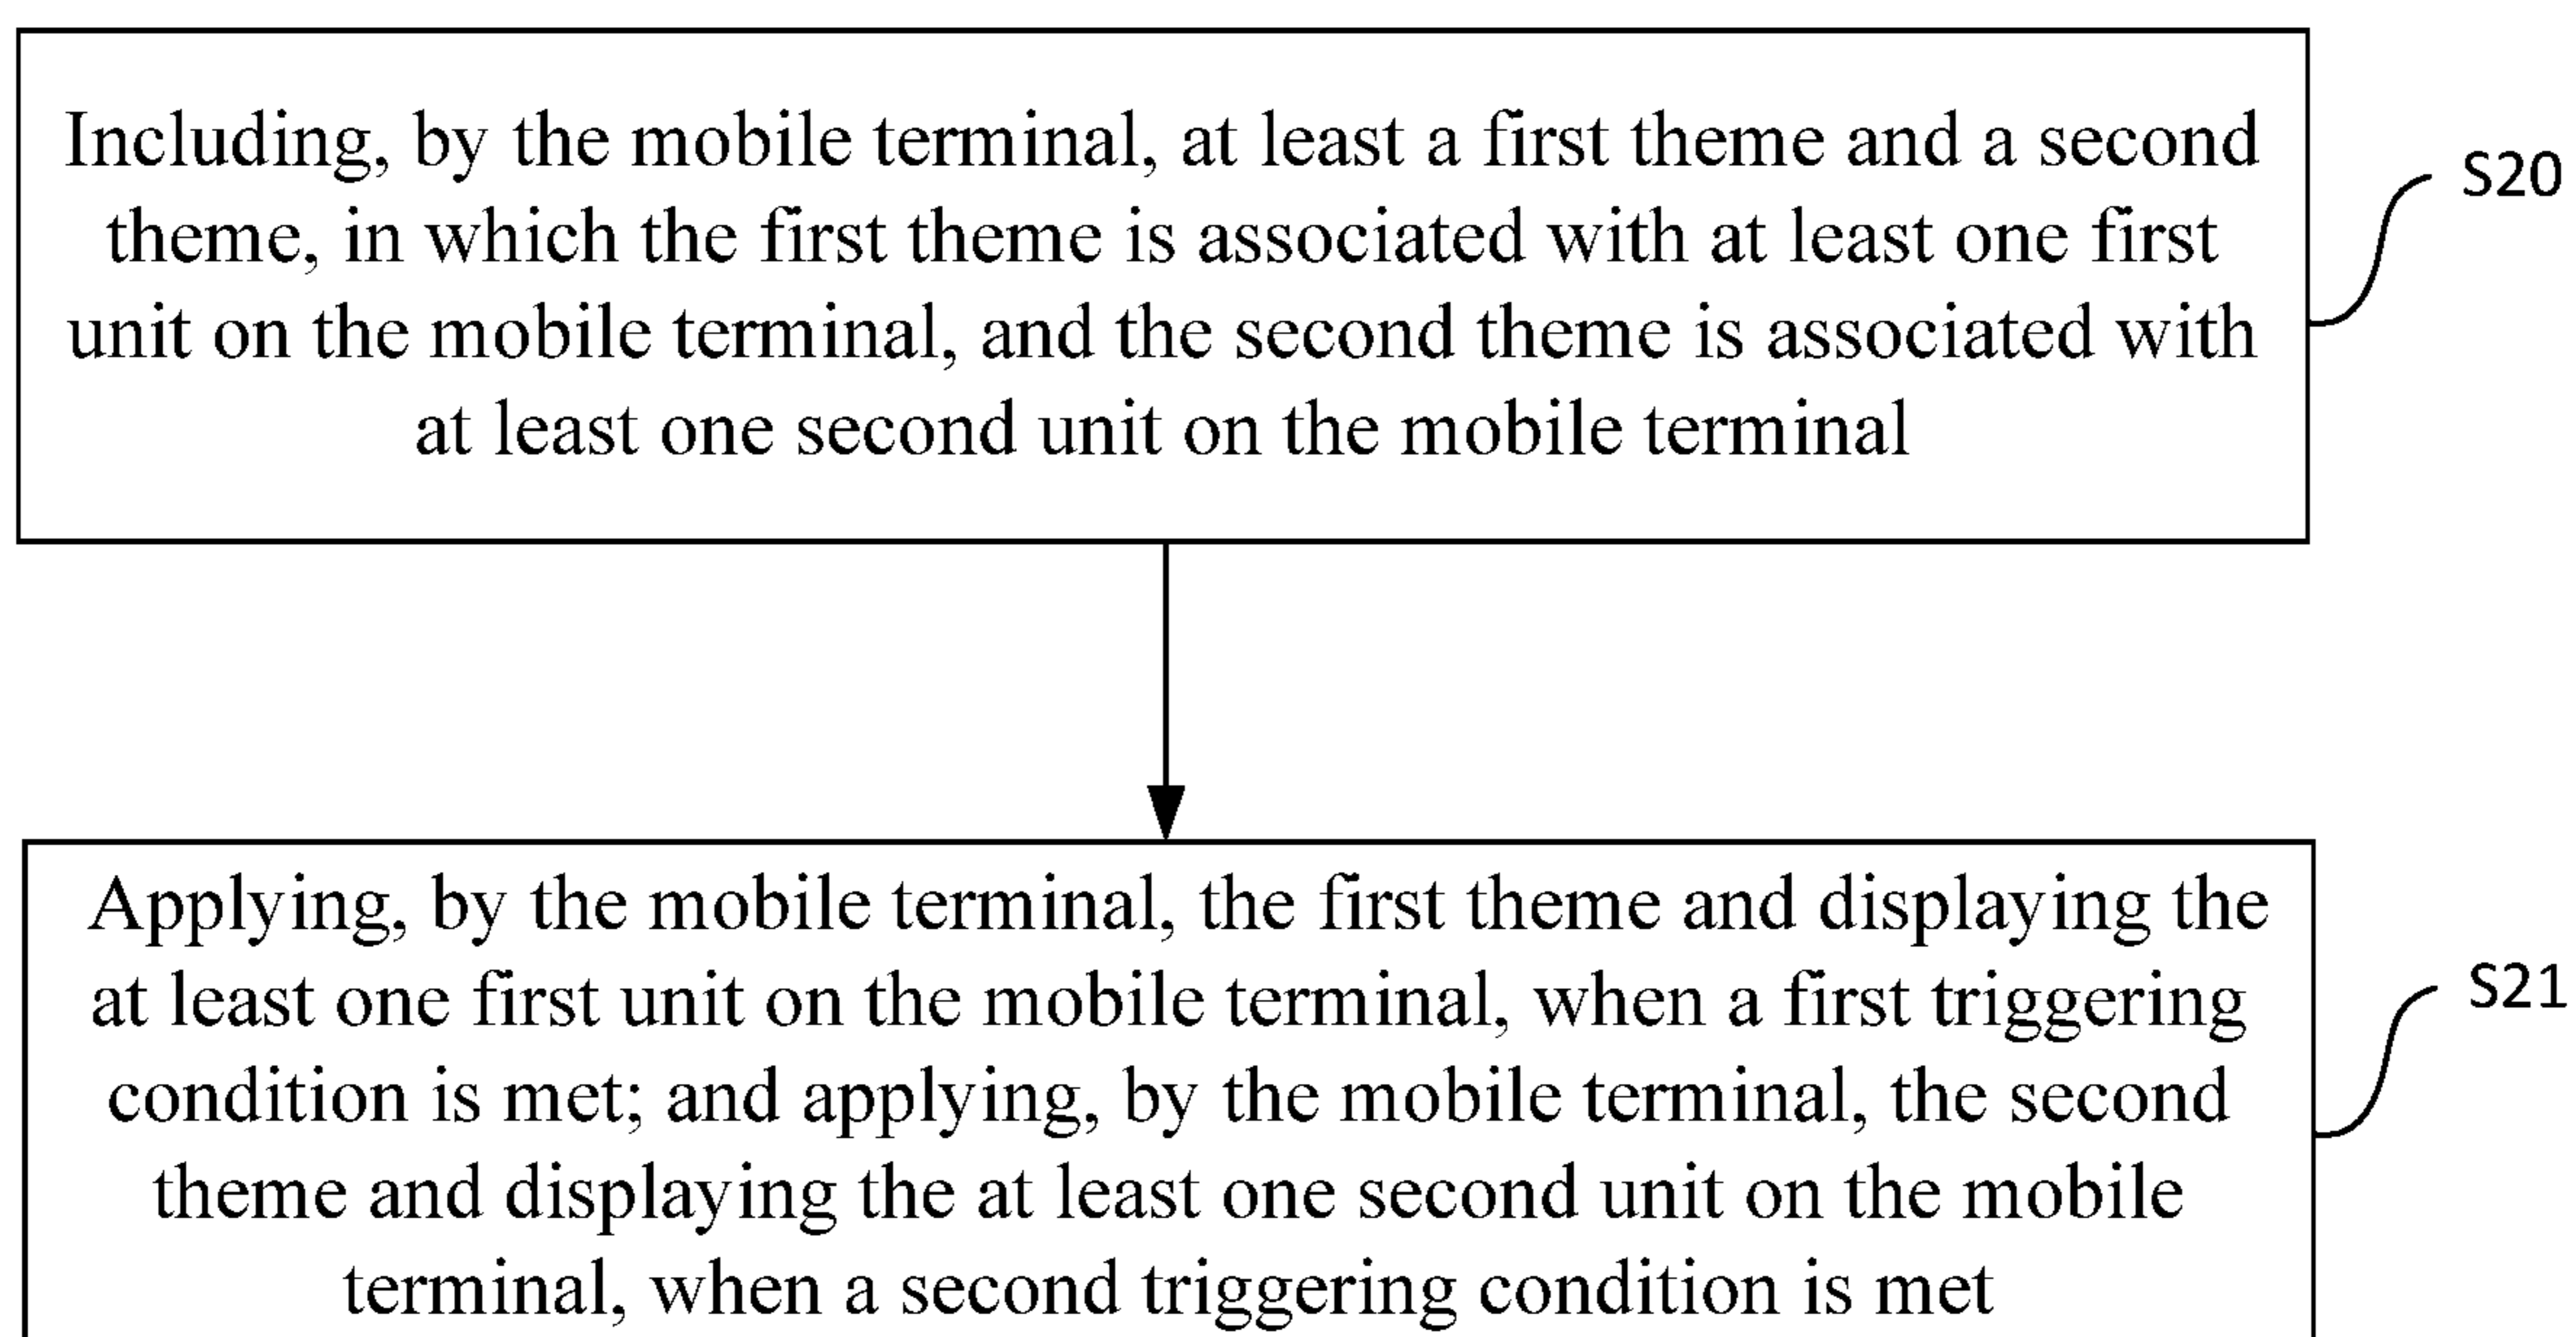 Including, by the mobile terminal, at least a first theme and a second
theme, in which the first theme is associated with at least one first
unit on the mobile terminal, and the second theme is associated with
at least one second unit on the mobile terminal
S20
Applying, by the mobile terminal, the first theme and displaying the
at least one first unit on the mobile terminal, when a first triggering
condition is met; and applying, by the mobile terminal, the second
theme and displaying the at least one second unit on the mobile
terminal, when a second triggering condition is met
S21